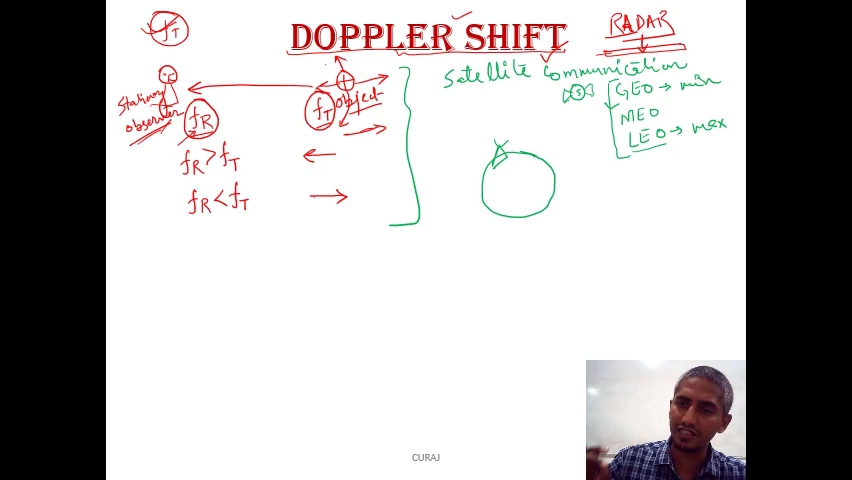 fT
DOPPLER SHIFT
RADAR
Satellite Communication
Stationary
observer
fR
fT
object
S
GEO → min
MEO
LEO → max
fR > fT ←
fR < fT →
CURAJ